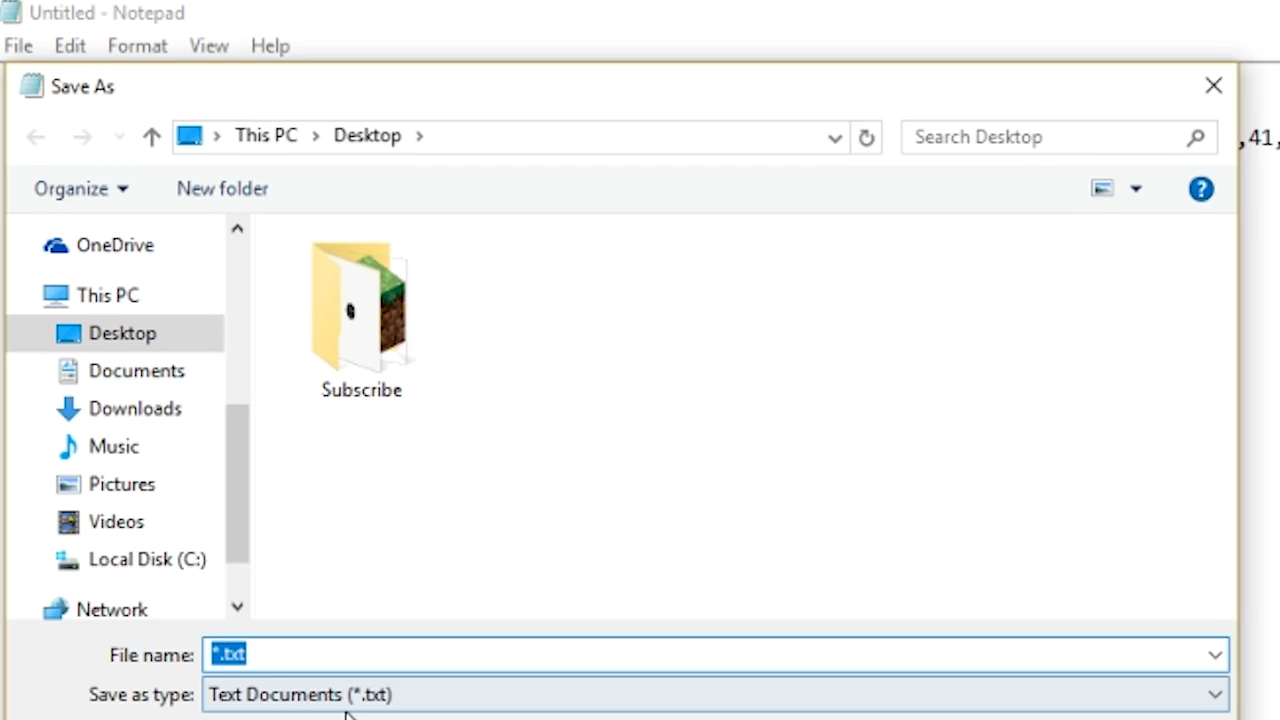 Untitled - Notepad
File Edit Format View Help
Save As
This PC Desktop
Search Desktop
,41,
Organize New folder
OneDrive
This PC
Desktop
Documents
Downloads
Music
Pictures
Videos
Local Disk (C:)
Network
Subscribe
File name: *.txt
Save as type: Text Documents (*.txt)